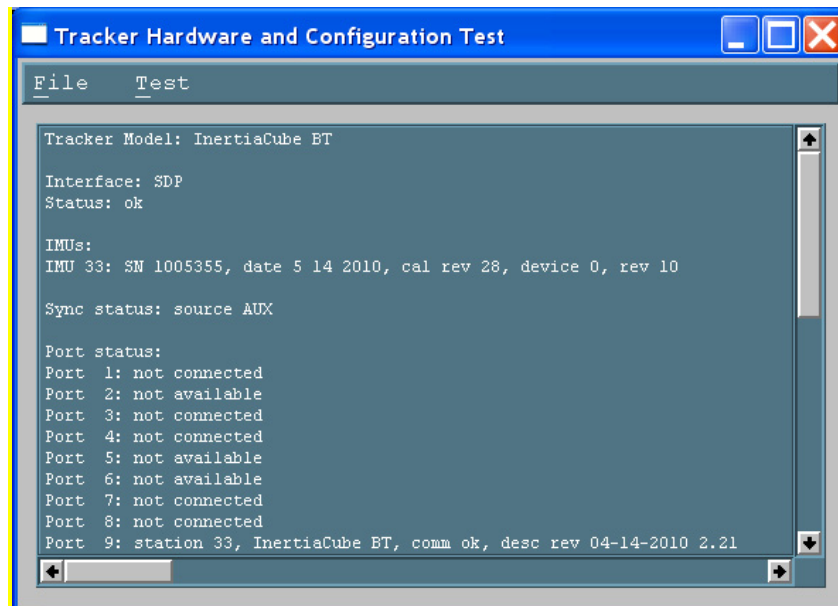 Tracker Hardware and Configuration Test
File Test
Tracker Model: InertiaCube BT
Interface: SDP
Status: ok
IMUs:
IMU 33: SN 1005355, date 5 14 2010, cal rev 28, device 0, rev 10
Sync status: source AUX
Port status:
Port 1: not connected
Port 2: not available
Port 3: not connected
Port 4: not connected
Port 5: not available
Port 6: not available
Port 7: not connected
Port 8: not connected
Port 9: station 33, InertiaCube BT, comm ok, desc rev 04-14-2010 2.21